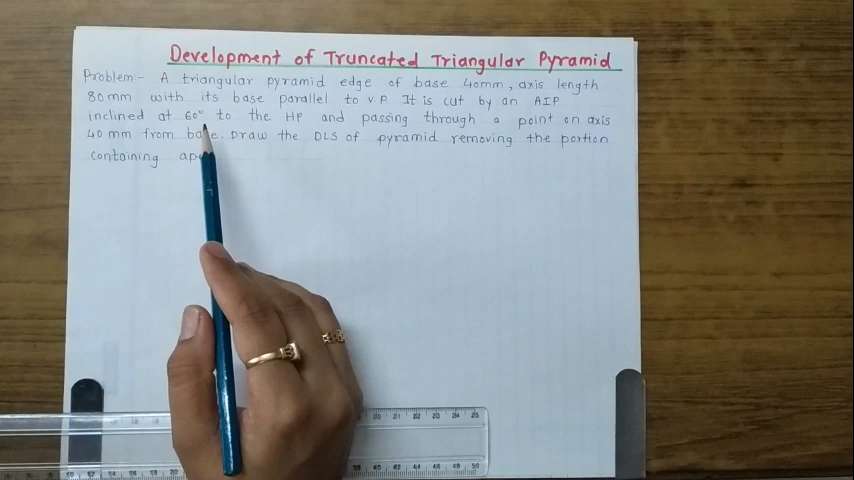 Development of Truncated Triangular Pyramid
Problem:- A triangular pyramid edge of base 40mm, axis length
80mm with its base parallel to V.P. It is cut by an AIP
inclined at 60° to the HP and passing through a point on axis
40 mm from base. Draw the DLS of pyramid removing the portion
containing